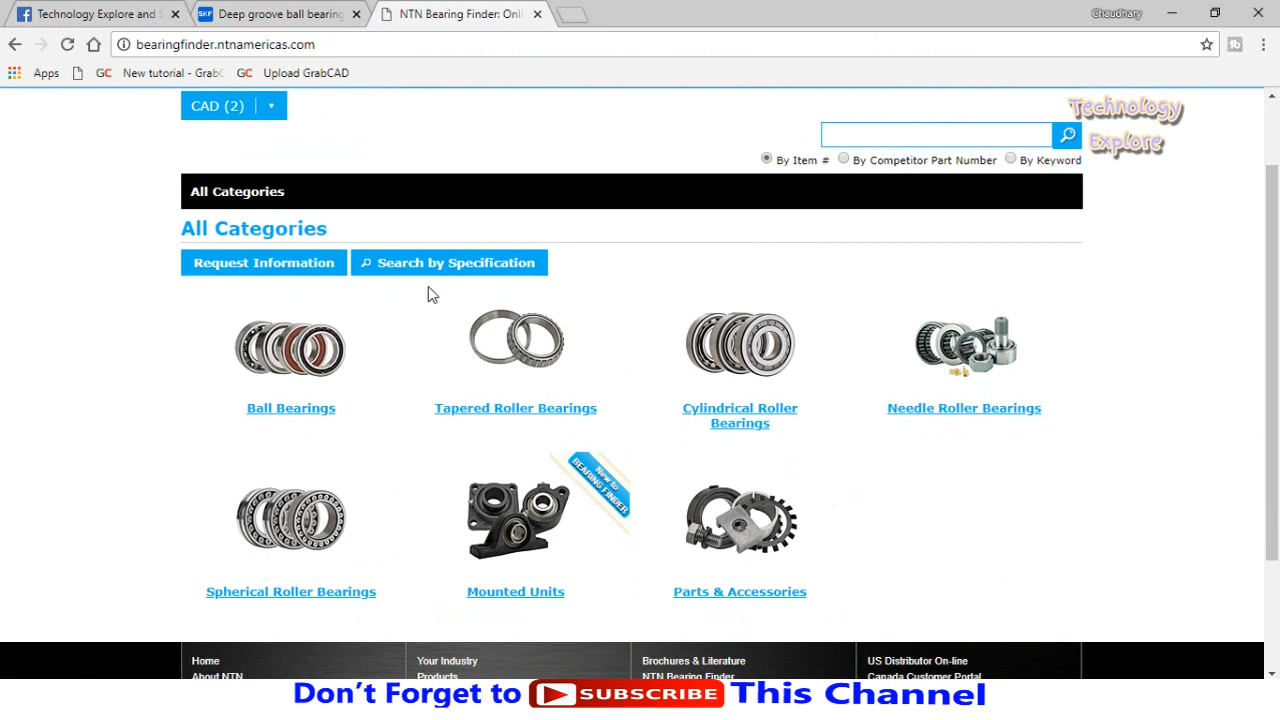 Technology Explore and S
SKF Deep groove ball bearing
NTN Bearing Finder: Onli
Chaudhary
bearingfinder.ntnamericas.com
Apps
GC New tutorial - GrabC
GC Upload GrabCAD
CAD (2)
Technology
Explore
By Item # By Competitor Part Number By Keyword
All Categories
All Categories
Request Information Search by Specification
Ball Bearings
Tapered Roller Bearings
Cylindrical Roller
Bearings
Needle Roller Bearings
New to
BEARING FINDER
Spherical Roller Bearings
Mounted Units
Parts & Accessories
Home Your Industry Brochures & Literature US Distributor On-line
About NTN Products NTN Bearing Finder Canada Customer Portal
Don't Forget to SUBSCRIBE This Channel